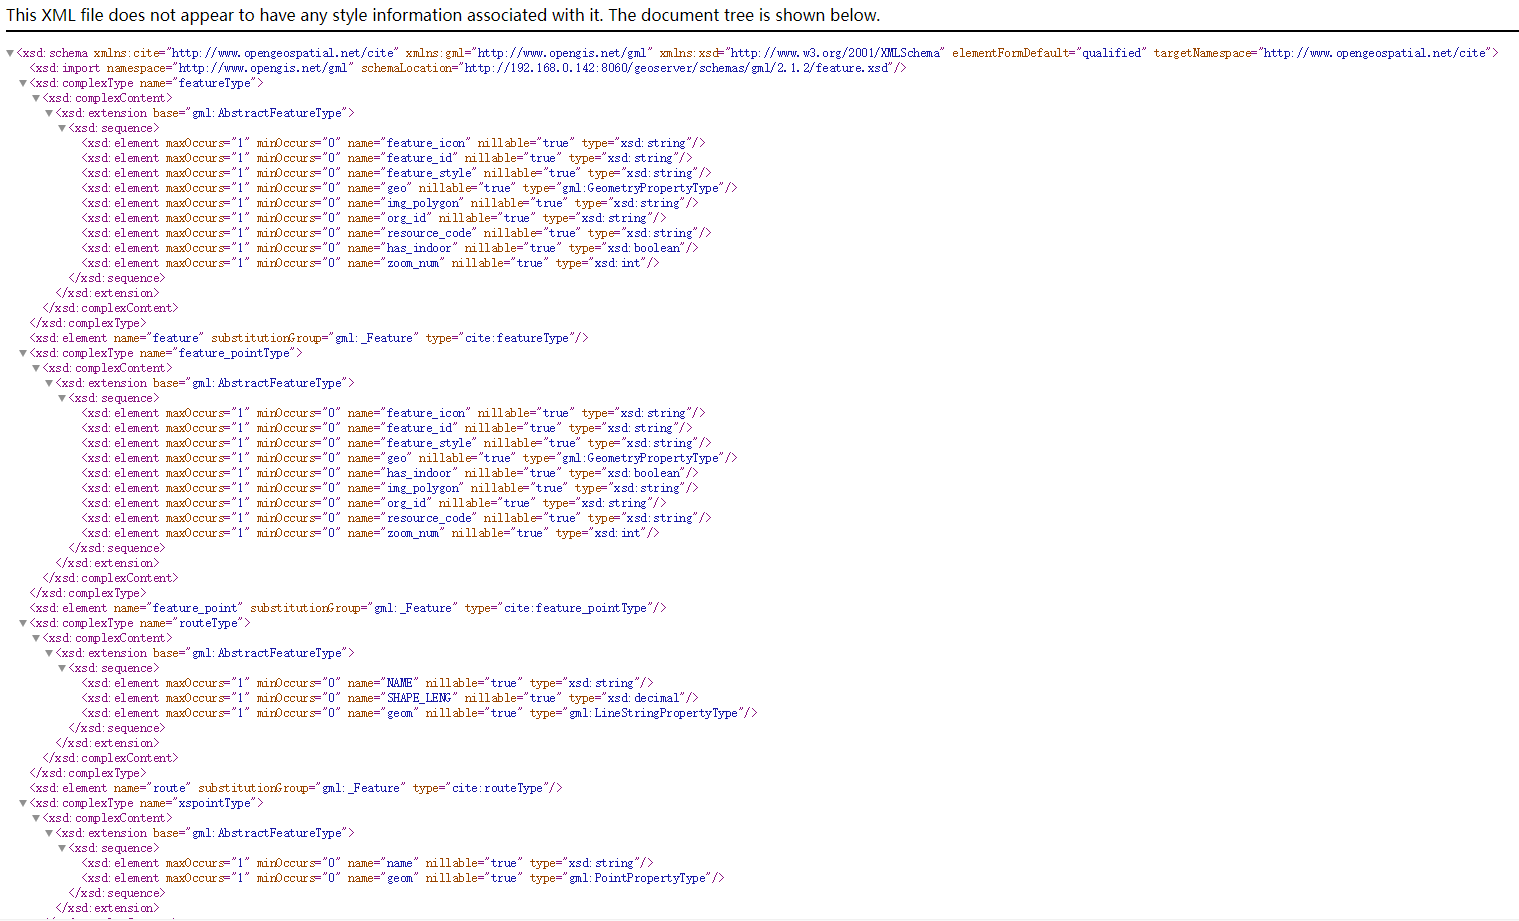 This XML file does not appear to have any style information associated with it. The document tree is shown below.
▼<xsd:schema xmlns:cite="http://www.opengeospatial.net/cite" xmlns:gml="http://www.opengis.net/gml" xmlns:xsd="http://www.w3.org/2001/XMLSchema" elementFormDefault="qualified" targetNamespace="http://www.opengeospatial.net/cite">
<xsd:import namespace="http://www.opengis.net/gml" schemaLocation="http://192.168.0.142:8060/geoserver/schemas/gml/2.1.2/feature.xsd"/>
▼<xsd:complexType name="featureType">
▼<xsd:complexContent>
▼<xsd:extension base="gml:AbstractFeatureType">
▼<xsd:sequence>
<xsd:element maxOccurs="1" minOccurs="0" name="feature_icon" nillable="true" type="xsd:string"/>
<xsd:element maxOccurs="1" minOccurs="0" name="feature_id" nillable="true" type="xsd:string"/>
<xsd:element maxOccurs="1" minOccurs="0" name="feature_style" nillable="true" type="xsd:string"/>
<xsd:element maxOccurs="1" minOccurs="0" name="geo" nillable="true" type="gml:GeometryPropertyType"/>
<xsd:element maxOccurs="1" minOccurs="0" name="img_polygon" nillable="true" type="xsd:string"/>
<xsd:element maxOccurs="1" minOccurs="0" name="org_id" nillable="true" type="xsd:string"/>
<xsd:element maxOccurs="1" minOccurs="0" name="resource_code" nillable="true" type="xsd:string"/>
<xsd:element maxOccurs="1" minOccurs="0" name="has_indoor" nillable="true" type="xsd:boolean"/>
<xsd:element maxOccurs="1" minOccurs="0" name="zoom_num" nillable="true" type="xsd:int"/>
</xsd:sequence>
</xsd:extension>
</xsd:complexContent>
</xsd:complexType>
<xsd:element name="feature" substitutionGroup="gml:_Feature" type="cite:featureType"/>
▼<xsd:complexType name="feature_pointType">
▼<xsd:complexContent>
▼<xsd:extension base="gml:AbstractFeatureType">
▼<xsd:sequence>
<xsd:element maxOccurs="1" minOccurs="0" name="feature_icon" nillable="true" type="xsd:string"/>
<xsd:element maxOccurs="1" minOccurs="0" name="feature_id" nillable="true" type="xsd:string"/>
<xsd:element maxOccurs="1" minOccurs="0" name="feature_style" nillable="true" type="xsd:string"/>
<xsd:element maxOccurs="1" minOccurs="0" name="geo" nillable="true" type="gml:GeometryPropertyType"/>
<xsd:element maxOccurs="1" minOccurs="0" name="has_indoor" nillable="true" type="xsd:boolean"/>
<xsd:element maxOccurs="1" minOccurs="0" name="img_polygon" nillable="true" type="xsd:string"/>
<xsd:element maxOccurs="1" minOccurs="0" name="org_id" nillable="true" type="xsd:string"/>
<xsd:element maxOccurs="1" minOccurs="0" name="resource_code" nillable="true" type="xsd:string"/>
<xsd:element maxOccurs="1" minOccurs="0" name="zoom_num" nillable="true" type="xsd:int"/>
</xsd:sequence>
</xsd:extension>
</xsd:complexContent>
</xsd:complexType>
<xsd:element name="feature_point" substitutionGroup="gml:_Feature" type="cite:feature_pointType"/>
▼<xsd:complexType name="routeType">
▼<xsd:complexContent>
▼<xsd:extension base="gml:AbstractFeatureType">
▼<xsd:sequence>
<xsd:element maxOccurs="1" minOccurs="0" name="NAME" nillable="true" type="xsd:string"/>
<xsd:element maxOccurs="1" minOccurs="0" name="SHAPE_LENG" nillable="true" type="xsd:decimal"/>
<xsd:element maxOccurs="1" minOccurs="0" name="geom" nillable="true" type="gml:LineStringPropertyType"/>
</xsd:sequence>
</xsd:extension>
</xsd:complexContent>
</xsd:complexType>
<xsd:element name="route" substitutionGroup="gml:_Feature" type="cite:routeType"/>
▼<xsd:complexType name="xspointType">
▼<xsd:complexContent>
▼<xsd:extension base="gml:AbstractFeatureType">
▼<xsd:sequence>
<xsd:element maxOccurs="1" minOccurs="0" name="name" nillable="true" type="xsd:string"/>
<xsd:element maxOccurs="1" minOccurs="0" name="geom" nillable="true" type="gml:PointPropertyType"/>
</xsd:sequence>
</xsd:extension>